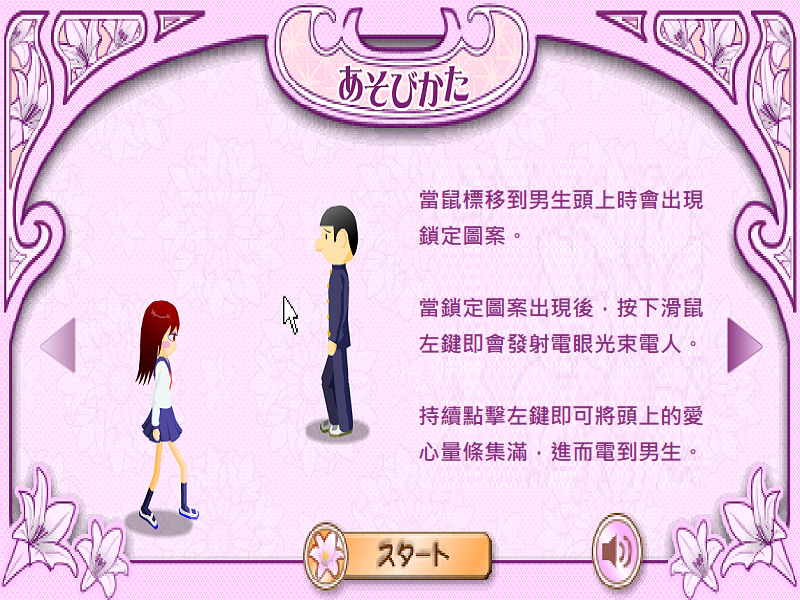 あそびかた
當鼠標移到男生頭上時會出現
鎖定圖案。
當鎖定圖案出現後，按下滑鼠
左鍵即會發射電眼光束電人。
持續點擊左鍵即可將頭上的愛
心量條集滿，進而電到男生。
スタート